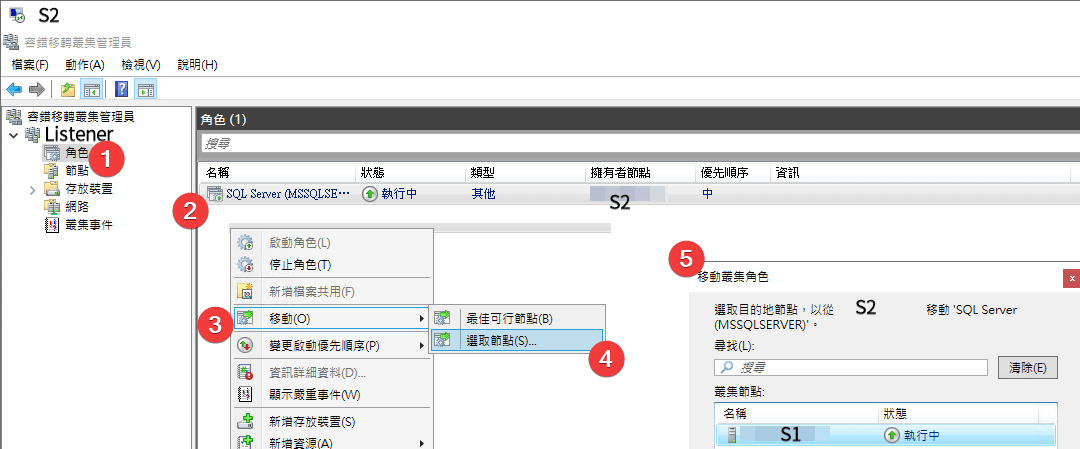 S2
容錯移轉叢集管理員
檔案(F) 動作(A) 檢視(V) 說明(H)
容錯移轉叢集管理員
Listener
角色
1
節點
存放裝置
網路
叢集事件
角色 (1)
搜尋
名稱 狀態 類型 擁有者節點 優先順序 資訊
SQL Server (MSSQLSE··· 執行中 其他 S2 中
2
啟動角色(L)
停止角色(T)
新增檔案共用(F)
3
移動(O)
變更啟動優先順序(P)
資訊詳細資料(D)...
顯示嚴重事件(W)
新增存放裝置(S)
新增資源(A)
最佳可行節點(B)
選取節點(S)...
4
5
移動叢集角色
x
選取目的地節點，以從 S2 移動 'SQL Server
(MSSQLSERVER)'。
尋找(L):
搜尋 清除(E)
叢集節點:
名稱 狀態
S1 執行中